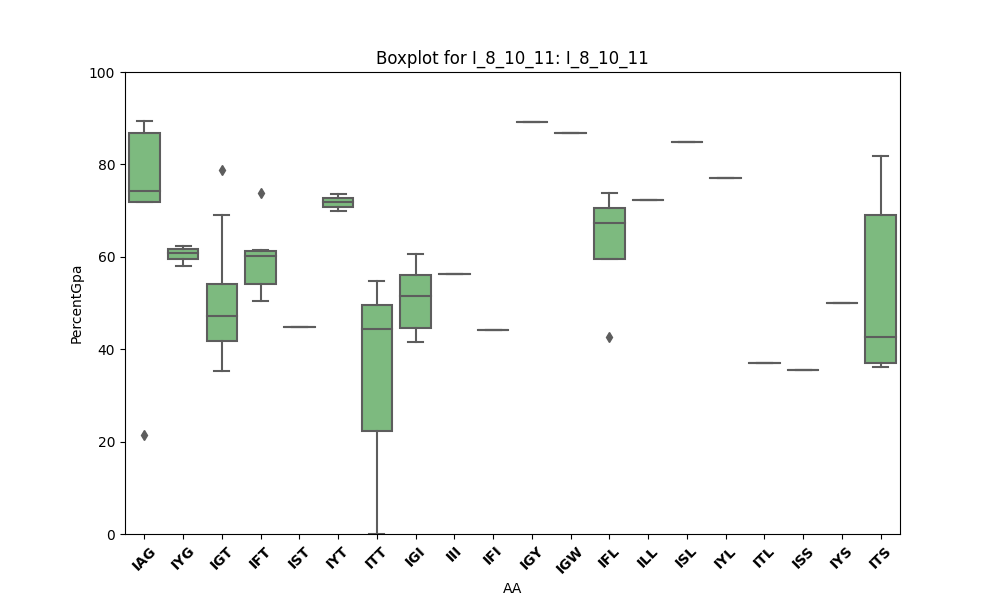 Boxplot for I_8_10_11: I_8_10_11
PercentGpa
100
80
60
40
20
0
IAG IYG IGT IFT IST IYT ITT IGI III IFI IGY IGW IFL ILL ISL IYL ITL ISS IYS ITS
AA